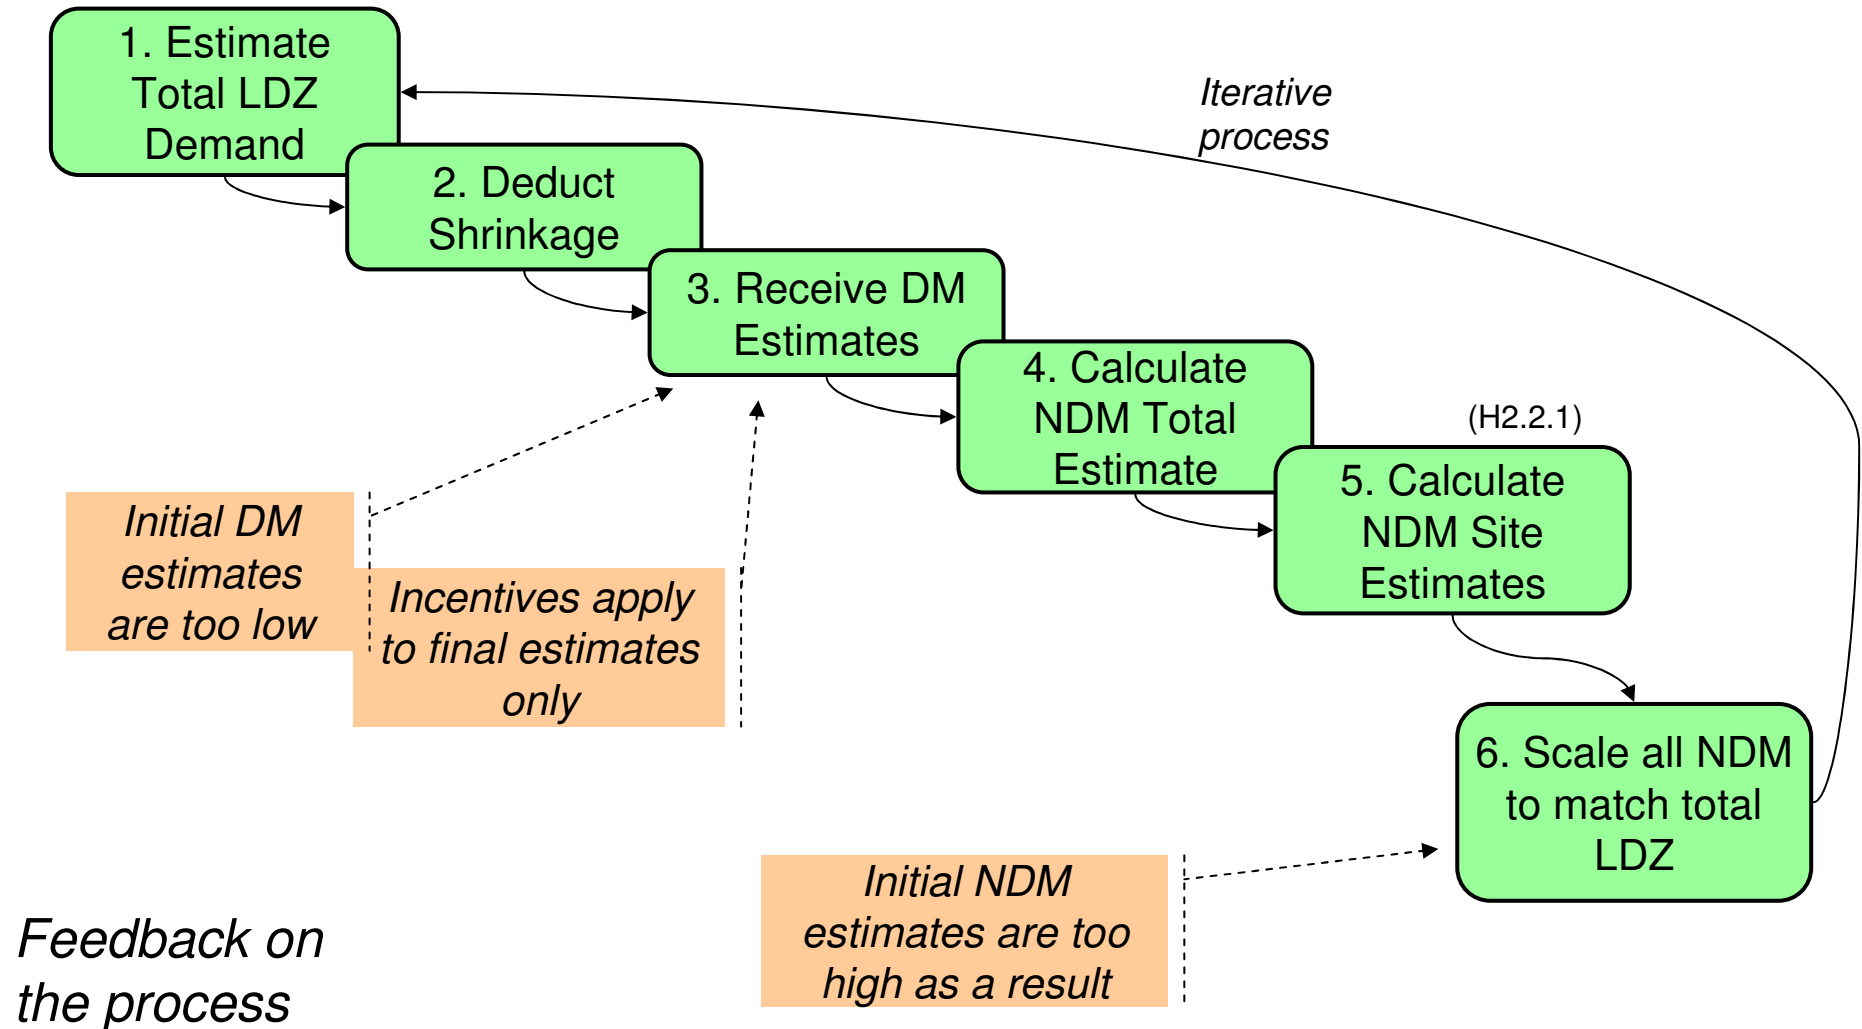 1. Estimate
Total LDZ
Demand
Iterative
process
2. Deduct
Shrinkage
3. Receive DM
Estimates
4. Calculate
NDM Total
Estimate
(H2.2.1)
5. Calculate
NDM Site
Estimates
Initial DM
estimates
are too low
Incentives apply
to final estimates
only
6. Scale all NDM
to match total
LDZ
Initial NDM
estimates are too
high as a result
Feedback on
the process